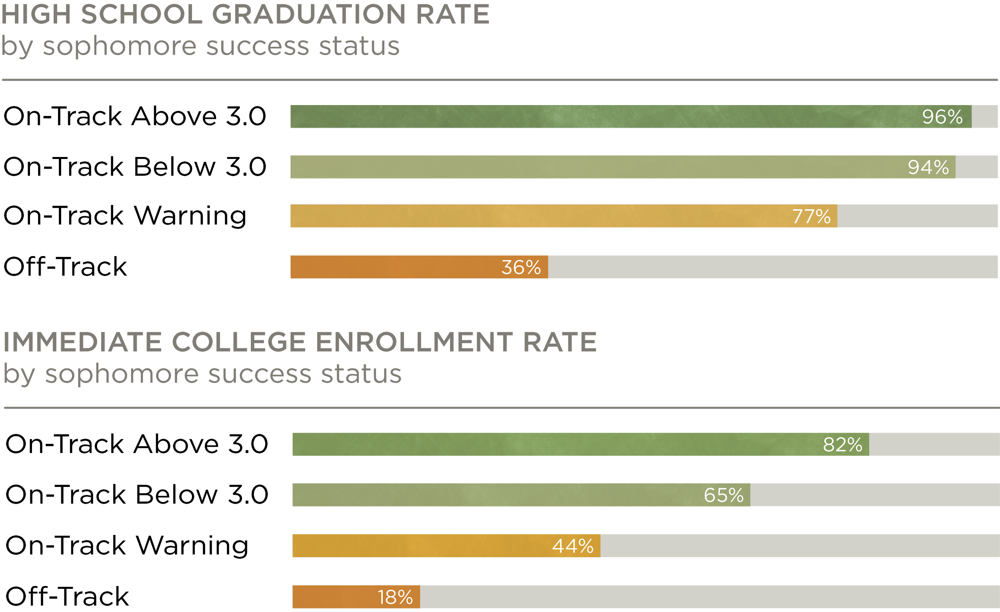 HIGH SCHOOL GRADUATION RATE
by sophomore success status
On-Track Above 3.0 96%
On-Track Below 3.0 94%
On-Track Warning 77%
Off-Track 36%
IMMEDIATE COLLEGE ENROLLMENT RATE
by sophomore success status
On-Track Above 3.0 82%
On-Track Below 3.0 65%
On-Track Warning 44%
Off-Track 18%